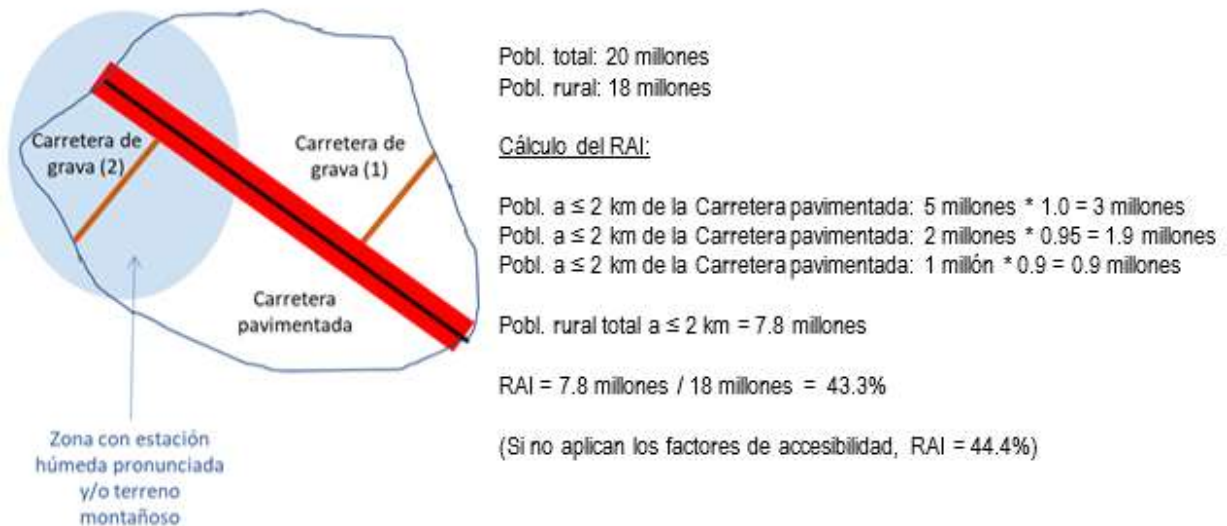 Carretera de
grava (2)
Carretera de
grava (1)
Carretera
pavimentada
Zona con estación
húmeda pronunciada
y/o terreno
montañoso
Pobl. total: 20 millones
Pobl. rural: 18 millones
Cálculo del RAI:
Pobl. a ≤ 2 km de la Carretera pavimentada: 5 millones * 1.0 = 3 millones
Pobl. a ≤ 2 km de la Carretera pavimentada: 2 millones * 0.95 = 1.9 millones
Pobl. a ≤ 2 km de la Carretera pavimentada: 1 millón * 0.9 = 0.9 millones
Pobl. rural total a ≤ 2 km = 7.8 millones
RAI = 7.8 millones / 18 millones = 43.3%
(Si no aplican los factores de accesibilidad, RAI = 44.4%)